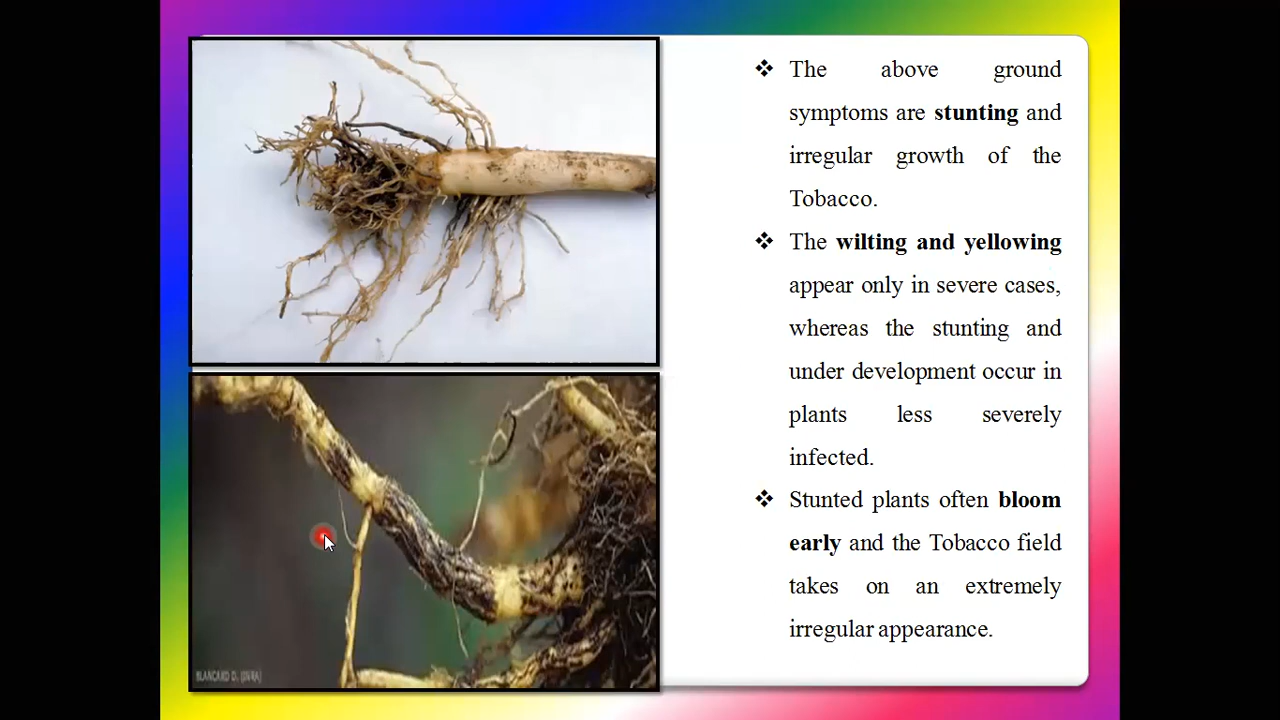 ❖ The above ground
symptoms are stunting and
irregular growth of the
Tobacco.
❖ The wilting and yellowing
appear only in severe cases,
whereas the stunting and
under development occur in
plants less severely
infected.
❖ Stunted plants often bloom
early and the Tobacco field
takes on an extremely
irregular appearance.
BLANCARD D. (INRA)